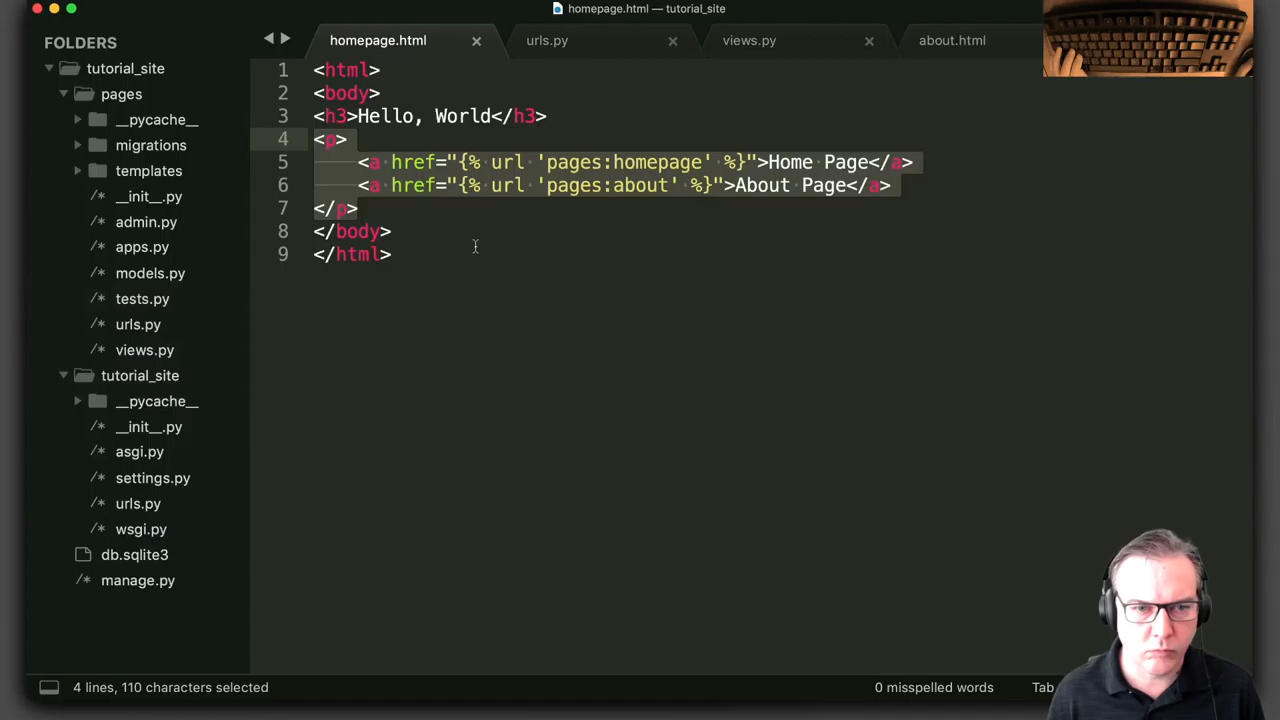 homepage.html — tutorial_site
FOLDERS
tutorial_site
pages
__pycache__
migrations
templates
/* __init__.py
/* admin.py
/* apps.py
/* models.py
/* tests.py
/* urls.py
/* views.py
tutorial_site
__pycache__
/* __init__.py
/* asgi.py
/* settings.py
/* urls.py
/* wsgi.py
db.sqlite3
/* manage.py
homepage.html
urls.py
views.py
about.html
1 <html>
2 <body>
3 <h3>Hello, World</h3>
4 <p>
5 <a href="{% url 'pages:homepage' %}">Home Page</a>
6 <a href="{% url 'pages:about' %}">About Page</a>
7 </p>
8 </body>
9 </html>
4 lines, 110 characters selected
0 misspelled words
Tab